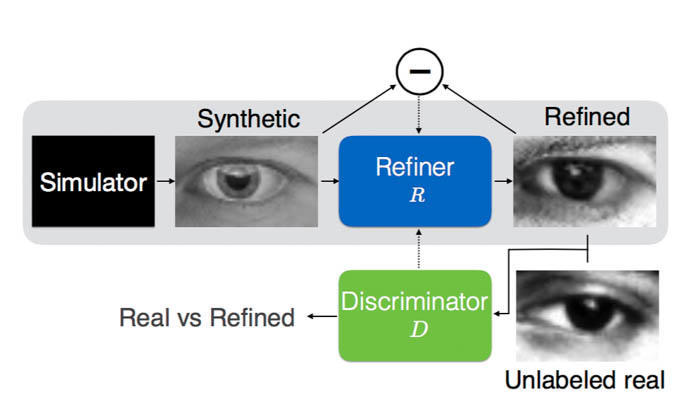 −
Synthetic
Refined
Simulator
Refiner
R
Discriminator
D
Real vs Refined
Unlabeled real